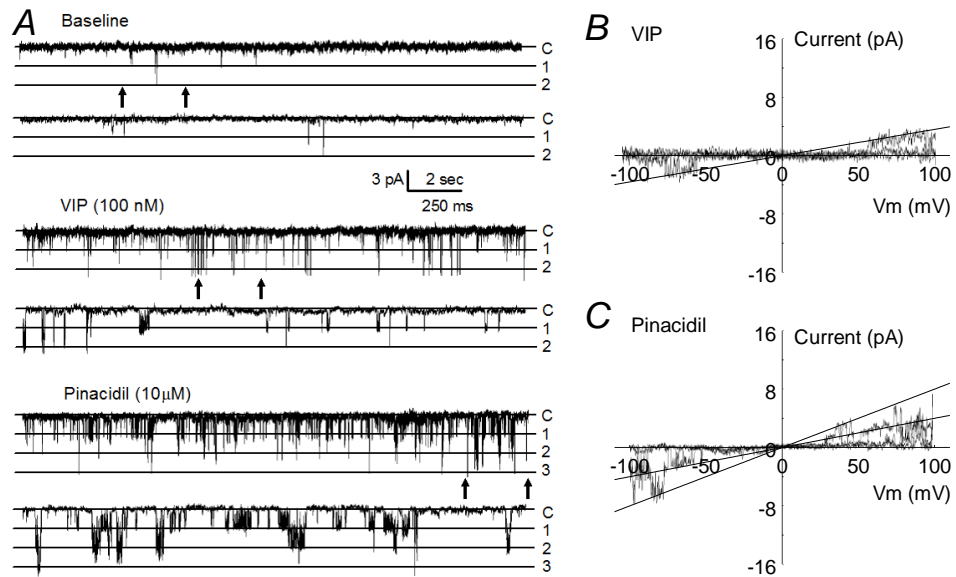 A
Baseline
C
1
2
C
1
2
3 pA
2 sec
250 ms
VIP (100 nM)
C
1
2
C
1
2
Pinacidil (10μM)
C
1
2
3
C
1
2
3
B
VIP
Current (pA)
16
8
0
-8
-16
-100
-50
0
50
100
Vm (mV)
C
Pinacidil
Current (pA)
16
8
0
-8
-16
-100
-50
0
50
100
Vm (mV)